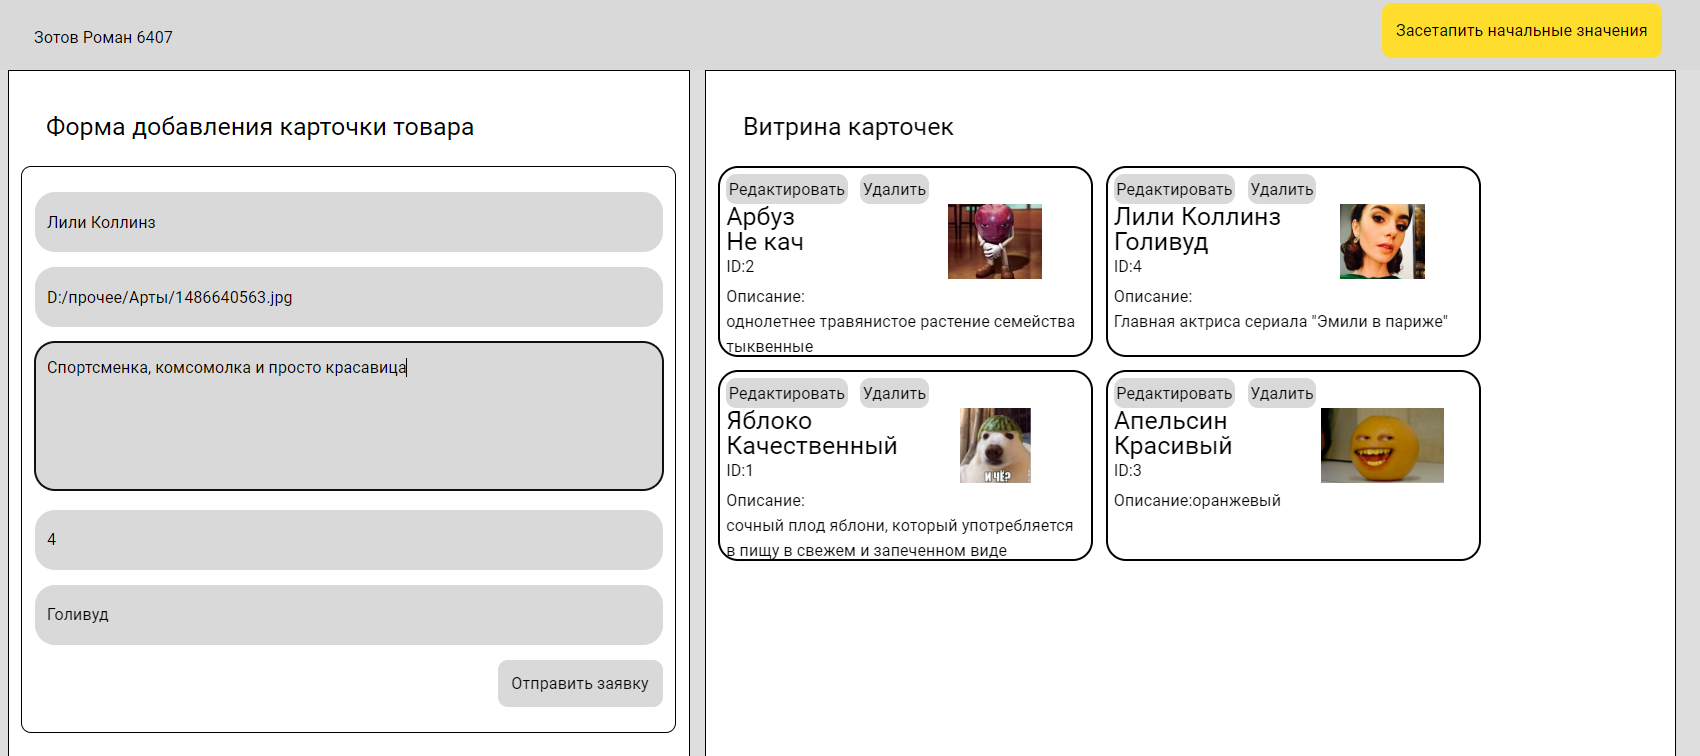 Зотов Роман 6407
Засетапить начальные значения
Форма добавления карточки товара
Лили Коллинз
D:/прочее/Арты/1486640563.jpg
Спортсменка, комсомолка и просто красавица
4
Голивуд
Отправить заявку
Витрина карточек
Редактировать Удалить
Арбуз
Не кач
ID:2
Описание:
однолетнее травянистое растение семейства
тыквенные
Редактировать Удалить
Лили Коллинз
Голивуд
ID:4
Описание:
Главная актриса сериала "Эмили в париже"
Редактировать Удалить
Яблоко
Качественный
И ЧЁ?
ID:1
Описание:
сочный плод яблони, который употребляется
в пищу в свежем и запеченном виде
Редактировать Удалить
Апельсин
Красивый
ID:3
Описание:оранжевый